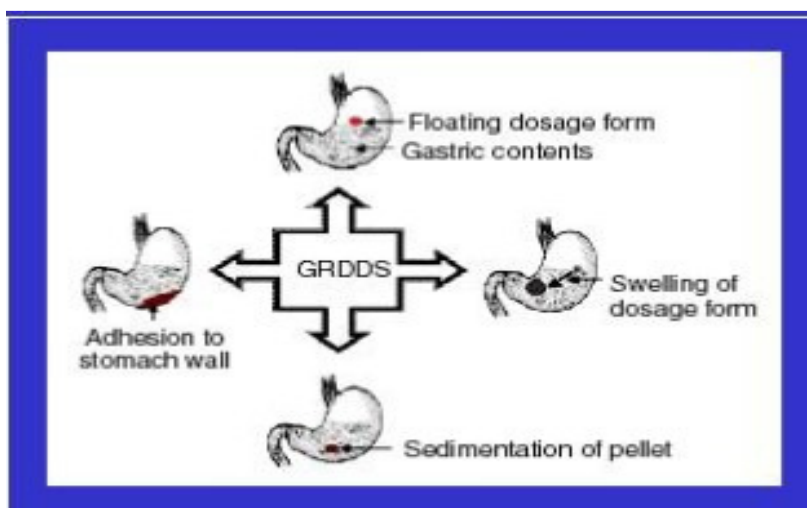 Floating dosage form
Gastric contents
GRDDS
Adhesion to
stomach wall
Swelling of
dosage form
Sedimentation of pellet